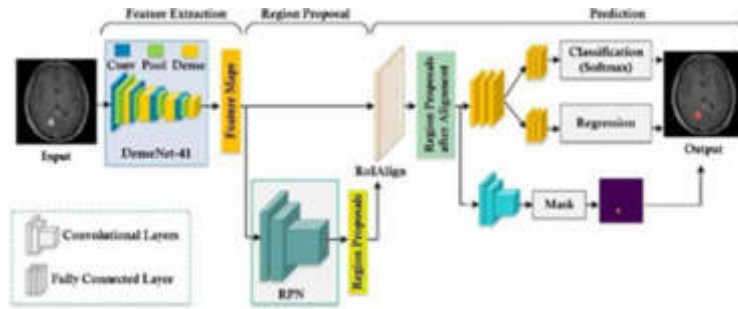 Feature Extraction
Region Proposal
Prediction
Conv Pool Dense
DenseNet-41
Input
Feature Maps
RoIAlign
Region Proposals
after Alignment
Classification
(Softmax)
Regression
Output
Mask
RPN
Region Proposals
Convolutional Layers
Fully Connected Layer